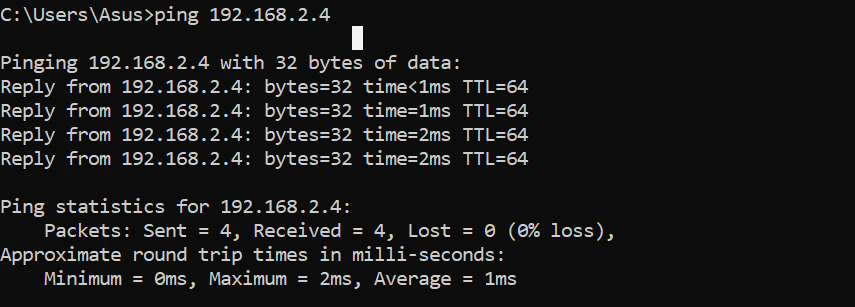 C:\Users\Asus>ping 192.168.2.4
Pinging 192.168.2.4 with 32 bytes of data:
Reply from 192.168.2.4: bytes=32 time<1ms TTL=64
Reply from 192.168.2.4: bytes=32 time=1ms TTL=64
Reply from 192.168.2.4: bytes=32 time=2ms TTL=64
Reply from 192.168.2.4: bytes=32 time=2ms TTL=64
Ping statistics for 192.168.2.4:
    Packets: Sent = 4, Received = 4, Lost = 0 (0% loss),
Approximate round trip times in milli-seconds:
    Minimum = 0ms, Maximum = 2ms, Average = 1ms